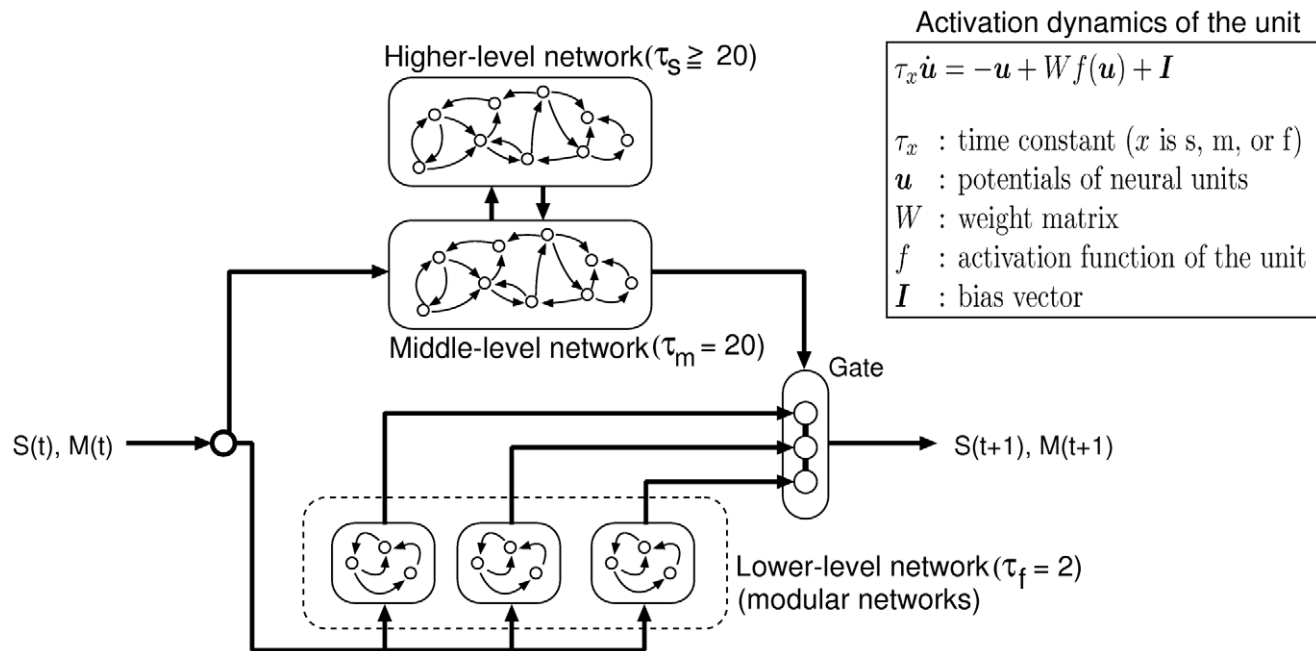 Activation dynamics of the unit
τₓu̇ = −u + Wf(u) + I
τₓ : time constant (x is s, m, or f)
u : potentials of neural units
W : weight matrix
f : activation function of the unit
I : bias vector
Higher-level network(τs ≧ 20)
Middle-level network(τm = 20)
Gate
S(t), M(t)
S(t+1), M(t+1)
Lower-level network(τf = 2)
(modular networks)